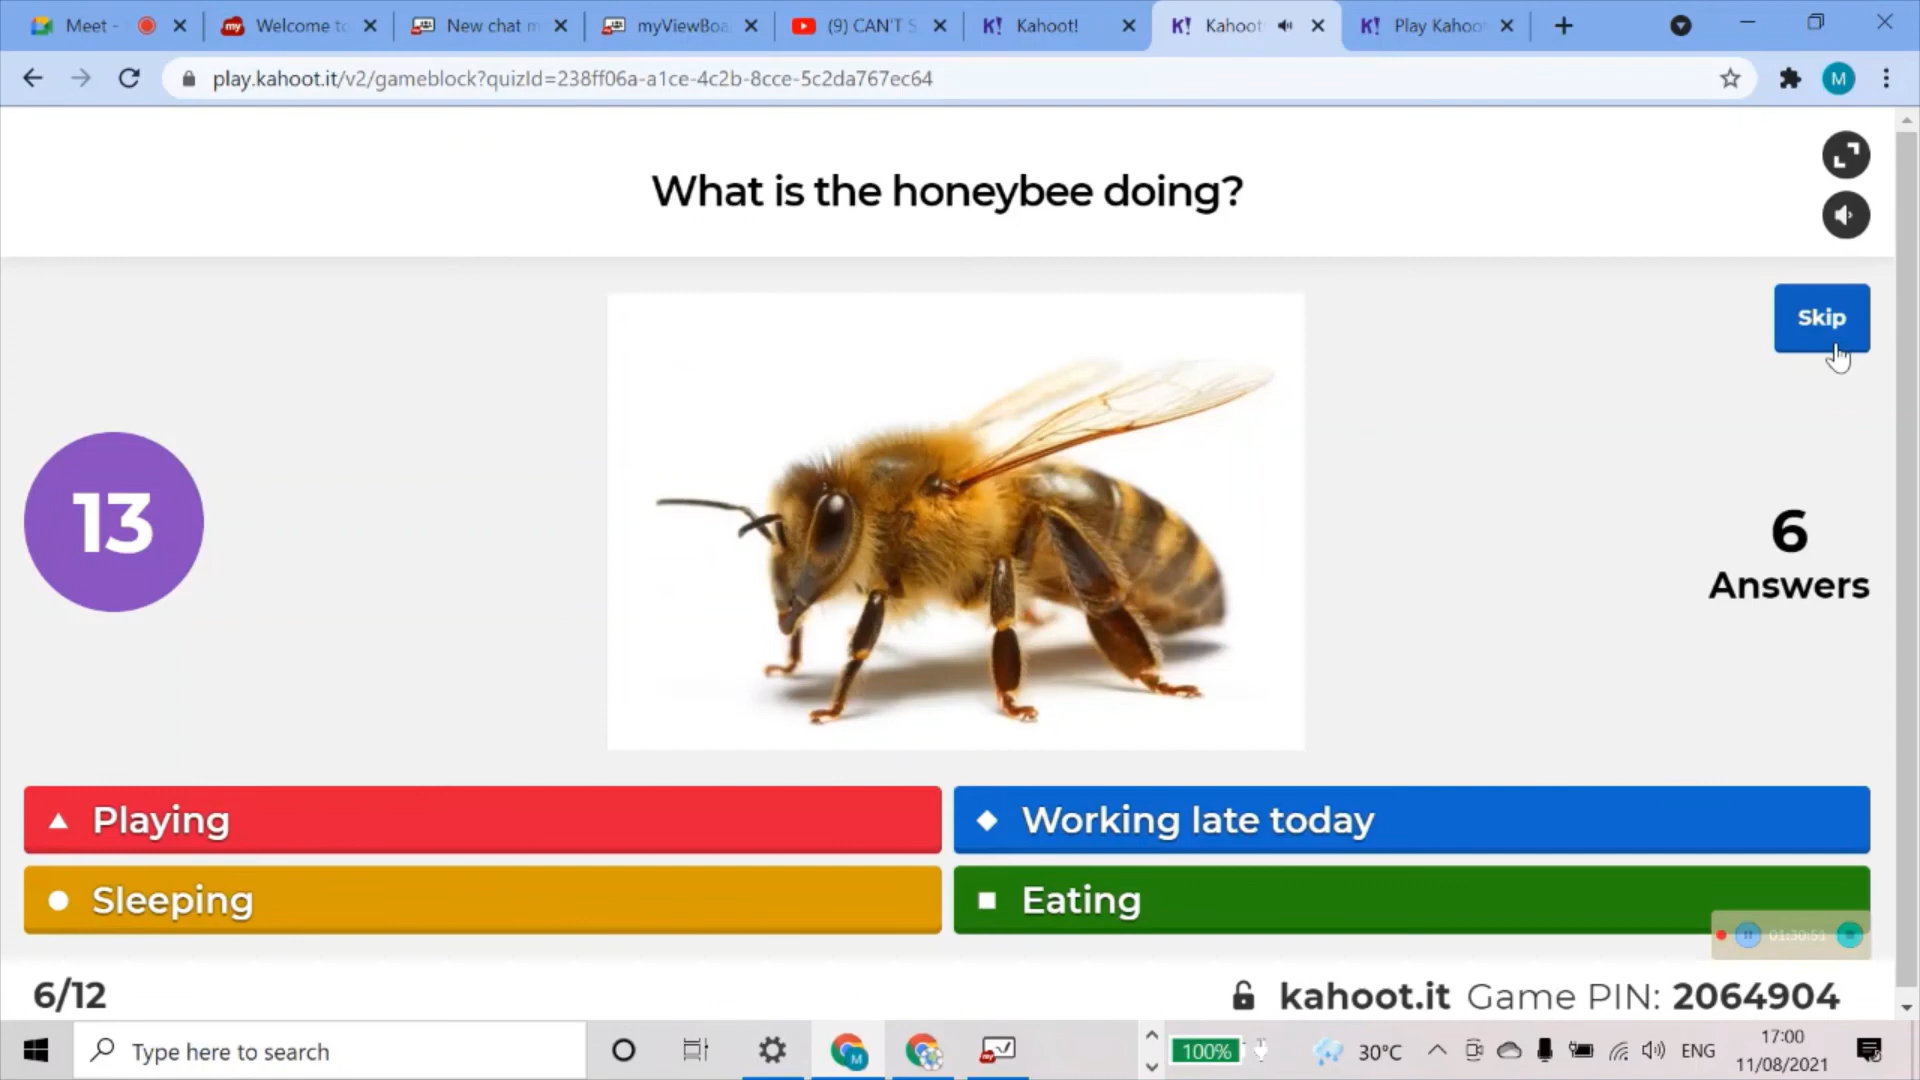 Meet -
Welcome to
New chat m
myViewBoa
(9) CAN'T S
Kahoot!
Kahoot
Play Kahoo
play.kahoot.it/v2/gameblock?quizId=238ff06a-a1ce-4c2b-8cce-5c2da767ec64
M
What is the honeybee doing?
Skip
13
6
Answers
Playing
Working late today
Sleeping
Eating
01:30:51
6/12
kahoot.it Game PIN: 2064904
Type here to search
100%
30°C
ENG
17:00
11/08/2021